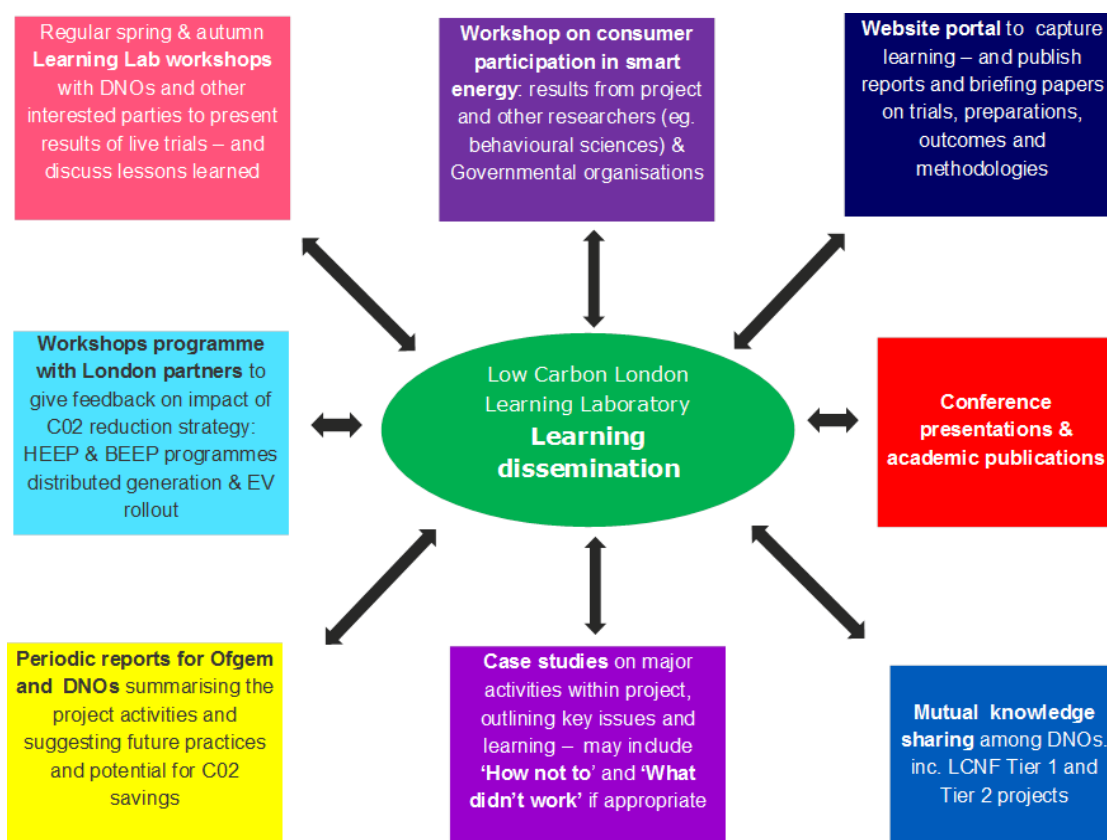 Regular spring & autumn
Learning Lab workshops
with DNOs and other
interested parties to present
results of live trials – and
discuss lessons learned
Workshop on consumer
participation in smart
energy: results from project
and other researchers (eg.
behavioural sciences) &
Governmental organisations
Website portal to capture
learning – and publish
reports and briefing papers
on trials, preparations,
outcomes and
methodologies
Workshops programme
with London partners to
give feedback on impact of
C02 reduction strategy:
HEEP & BEEP programmes
distributed generation & EV
rollout
Low Carbon London
Learning Laboratory
Learning
dissemination
Conference
presentations &
academic publications
Periodic reports for Ofgem
and DNOs summarising the
project activities and
suggesting future practices
and potential for C02
savings
Case studies on major
activities within project,
outlining key issues and
learning – may include
‘How not to’ and ‘What
didn’t work’ if appropriate
Mutual knowledge
sharing among DNOs.
inc. LCNF Tier 1 and
Tier 2 projects